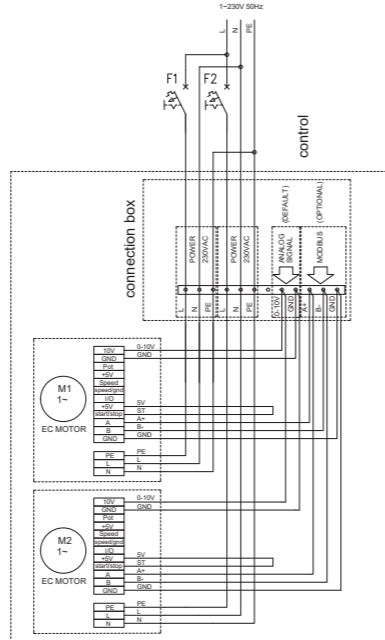 1~230V 50Hz
L
N
PE
F1
F2
control
connection box
POWER
230VAC
POWER
230VAC
ANALOG
SIGNAL
(DEFAULT)
MODBUS
(OPTIONAL)
L
N
PE
L
N
PE
0-10V
GND
A+
B-
GND
M1
1~
EC MOTOR
10V
GND
Pot
+5V
Speed
speed/gnd
I/O
+5V
start/stop
A
B
GND
PE
L
N
0-10V
GND
5V
ST
A+
B-
GND
PE
L
N
M2
1~
EC MOTOR
10V
GND
Pot
+5V
Speed
speed/gnd
I/O
+5V
start/stop
A
B
GND
PE
L
N
0-10V
GND
5V
ST
A+
B-
GND
PE
L
N